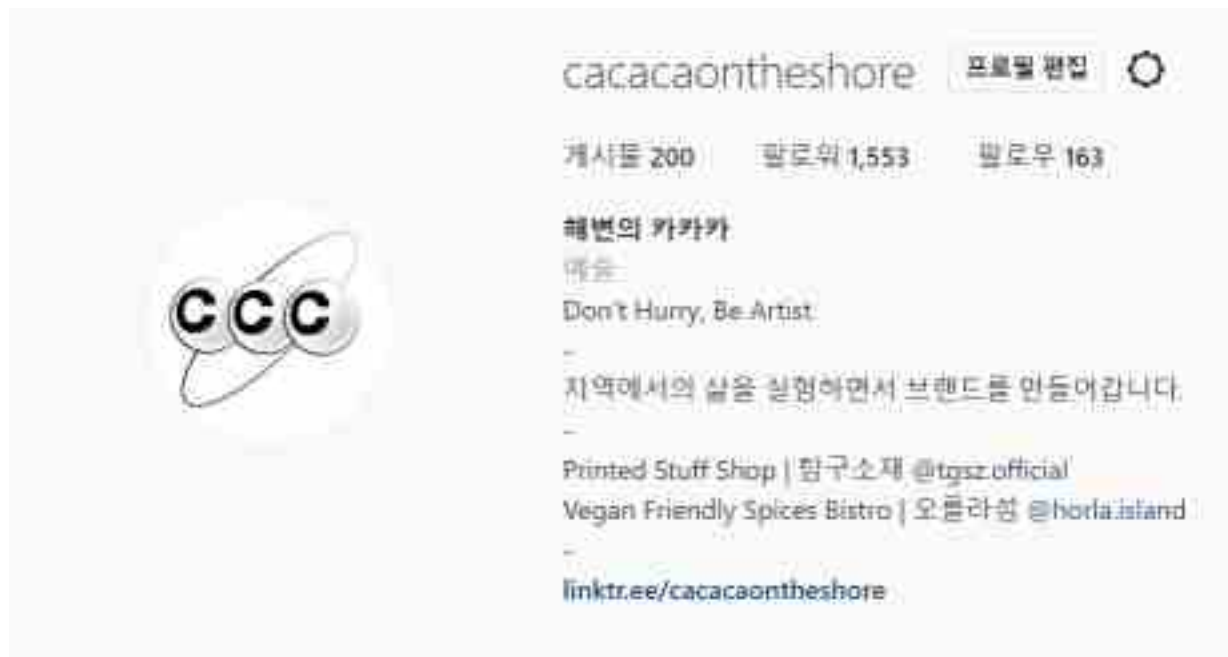 cacacaontheshore 프로필 편집
게시물 200 팔로워 1,553 팔로우 163
해변의 카카카
예술
Don't Hurry, Be Artist
-
지역에서의 삶을 실험하면서 브랜드를 만들어갑니다.
-
Printed Stuff Shop | 탐구소재 @tgsz.official
Vegan Friendly Spices Bistro | 오를라섬 @horla.island
-
linktr.ee/cacacaontheshore
CCC